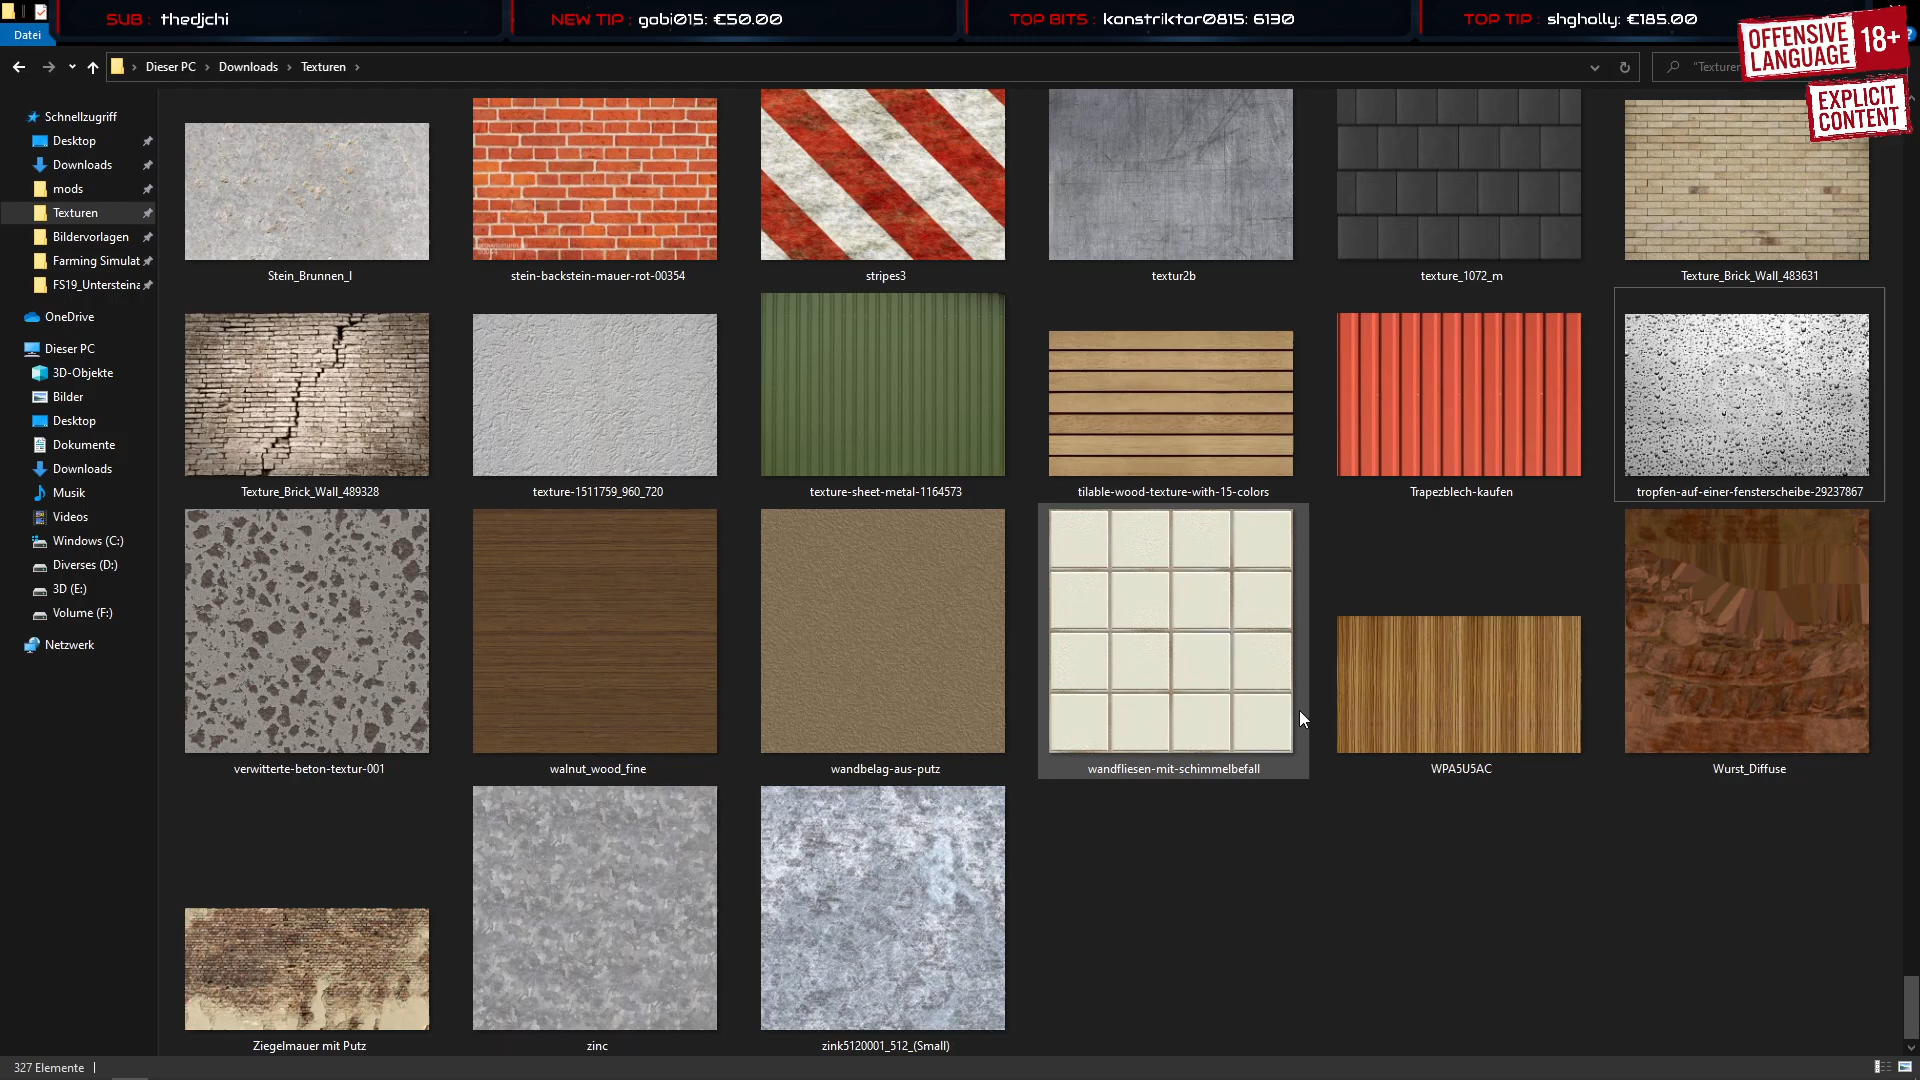 SUB : thedjchi
NEW TIP : gobi015: €50.00
TOP BITS : konstriktor0815: 6130
TOP TIP : shgholly: €185.00
OFFENSIVE LANGUAGE 18+
EXPLICIT CONTENT
Datei
Dieser PC > Downloads > Texturen >
"Texturen
Schnellzugriff
Desktop
Downloads
mods
Texturen
Bildervorlagen
Farming Simulat
FS19_Untersteina
OneDrive
Dieser PC
3D-Objekte
Bilder
Desktop
Dokumente
Downloads
Musik
Videos
Windows (C:)
Diverses (D:)
3D (E:)
Volume (F:)
Netzwerk
Stein_Brunnen_I
stein-backstein-mauer-rot-00354
stripes3
textur2b
texture_1072_m
Texture_Brick_Wall_483631
Texture_Brick_Wall_489328
texture-1511759_960_720
texture-sheet-metal-1164573
tilable-wood-texture-with-15-colors
Trapezblech-kaufen
tropfen-auf-einer-fensterscheibe-29237867
verwitterte-beton-textur-001
walnut_wood_fine
wandbelag-aus-putz
wandfliesen-mit-schimmelbefall
WPA5U5AC
Wurst_Diffuse
Ziegelmauer mit Putz
zinc
zink5120001_512_(Small)
327 Elemente